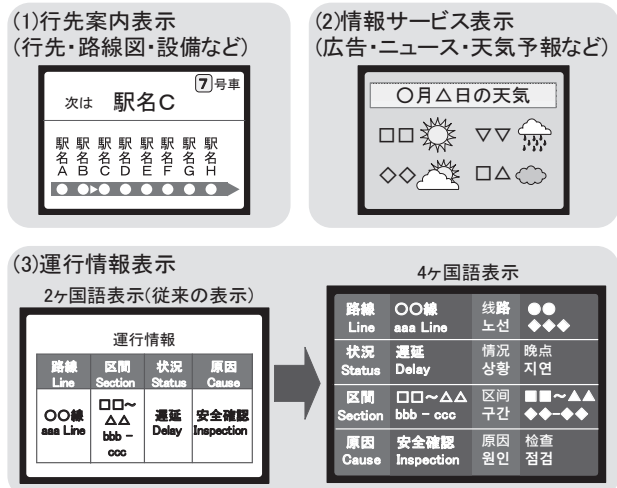 (1)行先案内表示
(行先・路線図・設備など)
7号車
次は 駅名C
駅名A 駅名B 駅名C 駅名D 駅名E 駅名F 駅名G 駅名H
(2)情報サービス表示
(広告・ニュース・天気予報など)
〇月△日の天気
□□ ▽▽
◇◇ □△
(3)運行情報表示
2ヶ国語表示(従来の表示)
運行情報
路線 区間 状況 原因
Line Section Status Cause
〇〇線 □□～△△ 遅延 安全確認
aaa Line bbb - ccc Delay Inspection
4ヶ国語表示
路線 〇〇線 线路 ●●
Line aaa Line 노선 ◆◆◆
状況 遅延 情况 晚点
Status Delay 상황 지연
区間 □□～△△ 区间 ■■～▲▲
Section bbb - ccc 구간 ◆◆-◆◆
原因 安全確認 原因 检查
Cause Inspection 원인 점검